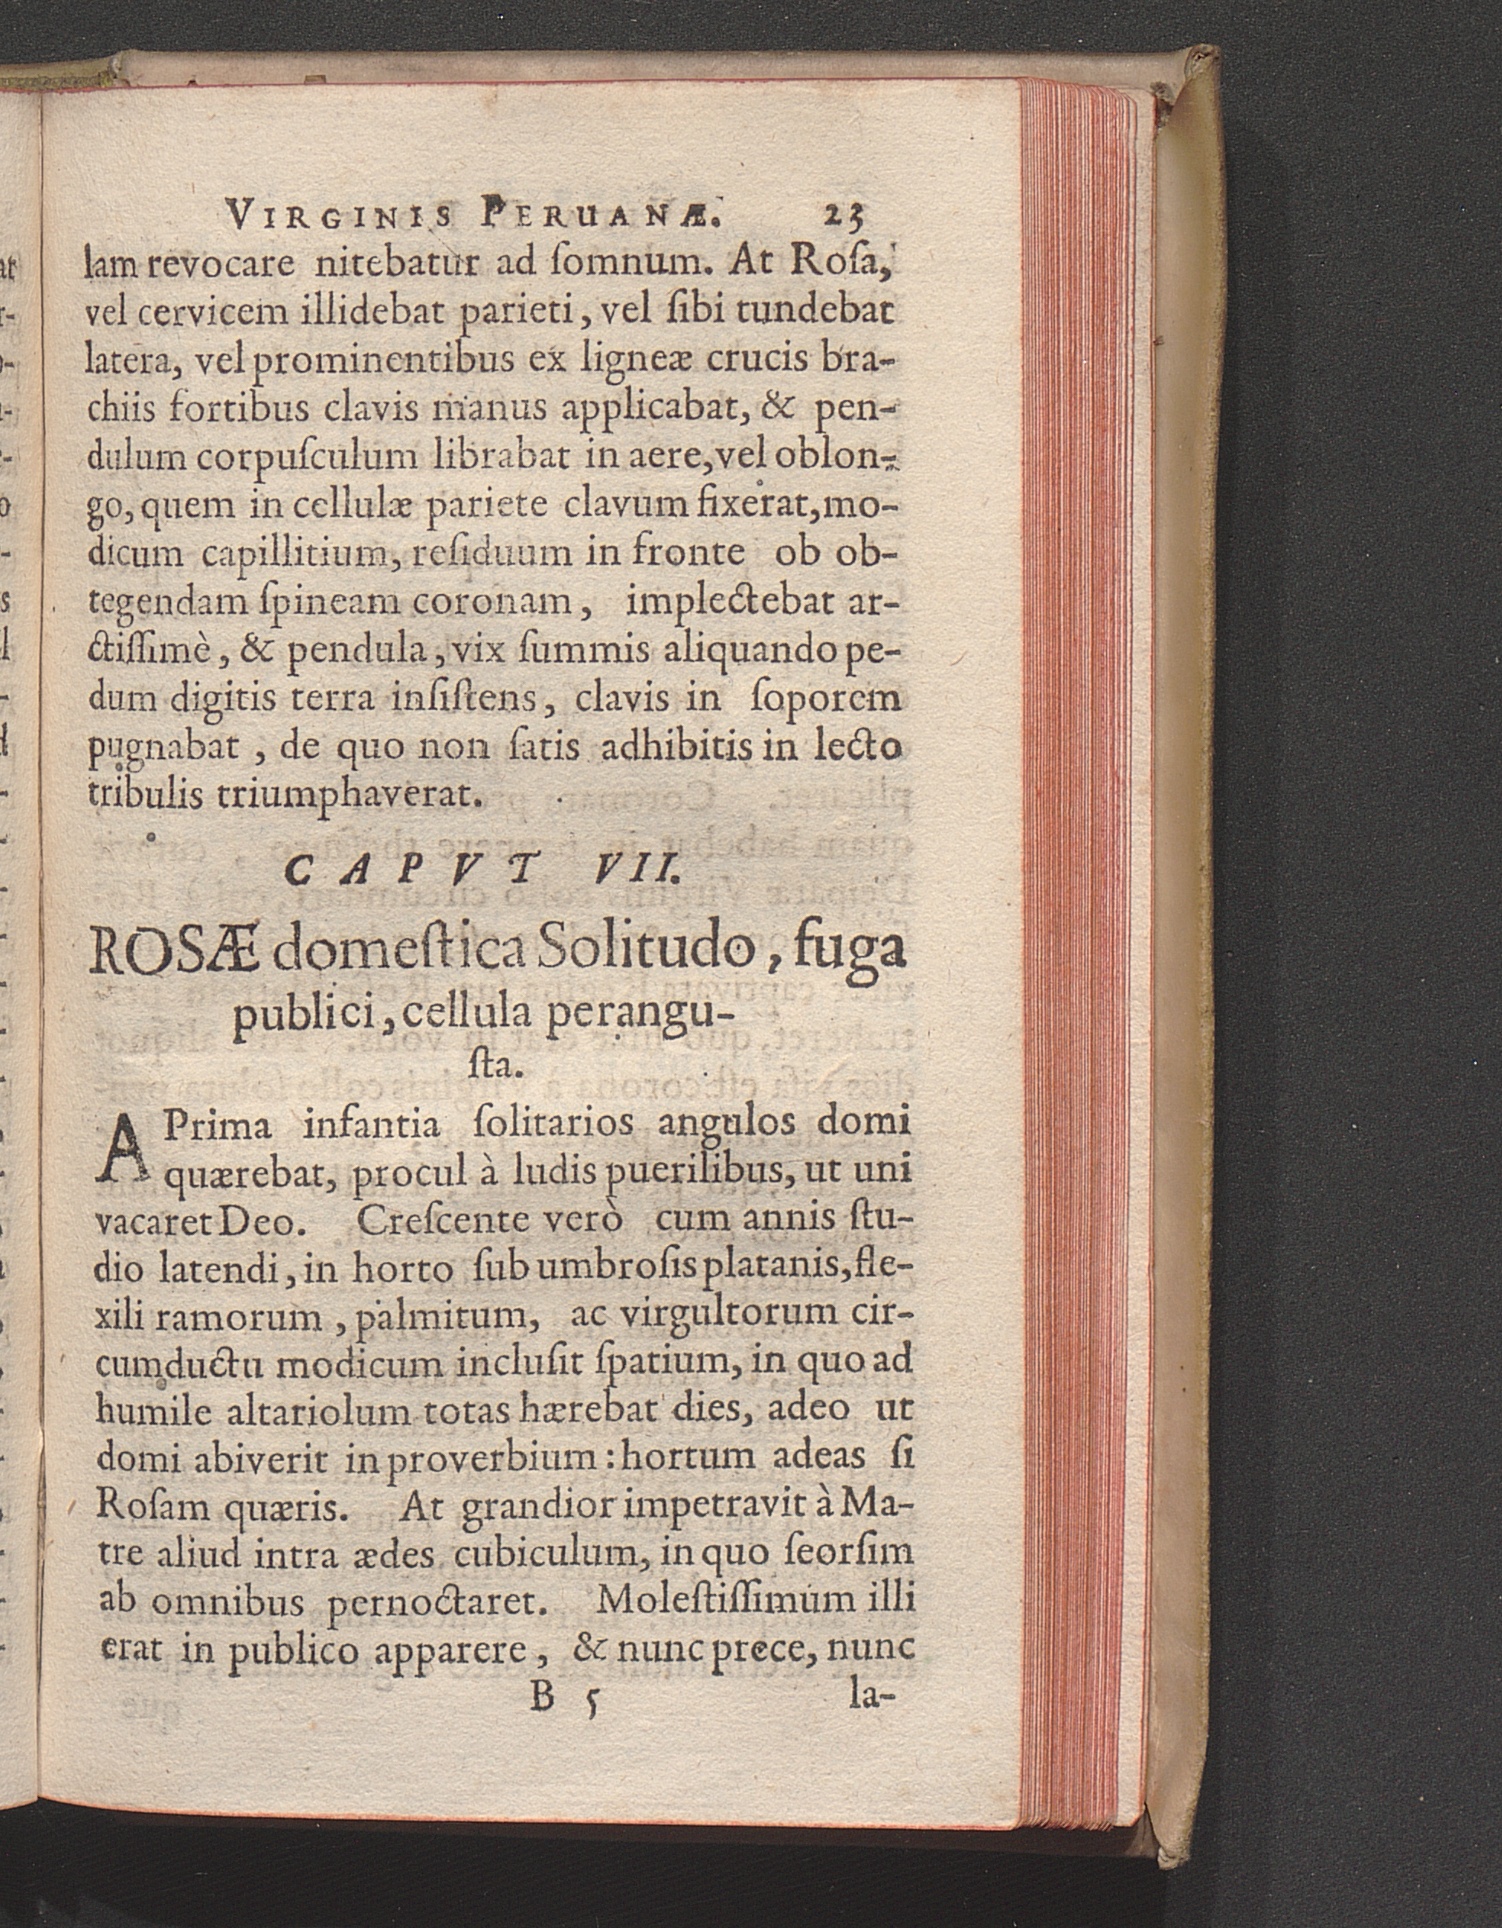 VIRGINIS PERUANÆ. 23
lam revocare nitebatur ad ſomnum. At Roſa,
vel cervicem illidebat parieti, vel ſibi tundebat
latera, vel prominentibus ex ligneæ crucis bra-
chiis fortibus clavis manus applicabat, & pen-
dulum corpuſculum librabat in aere, vel oblon-
go, quem in cellulæ pariete clavum fixerat, mo-
dicum capillitium, reſiduum in fronte ob ob-
tegendam ſpineam coronam, implectebat ar-
ctiſſimè, & pendula, vix ſummis aliquando pe-
dum digitis terra inſiſtens, clavis in ſoporem
pugnabat, de quo non ſatis adhibitis in lecto
tribulis triumphaverat.
CAPVT VII.
ROSÆ domeſtica Solitudo, fuga
publici, cellula perangu-
ſta.
A Prima infantia ſolitarios angulos domi
quærebat, procul à ludis puerilibus, ut uni
vacaret Deo. Creſcente verò cum annis ſtu-
dio latendi, in horto ſub umbroſis platanis, fle-
xili ramorum, palmitum, ac virgultorum cir-
cumductu modicum incluſit ſpatium, in quo ad
humile altariolum totas hærebat dies, adeo ut
domi abiverit in proverbium: hortum adeas ſi
Roſam quæris. At grandior impetravit à Ma-
tre aliud intra ædes cubiculum, in quo ſeorſim
ab omnibus pernoctaret. Moleſtiſſimum illi
erat in publico apparere, & nunc prece, nunc
B 5 la-